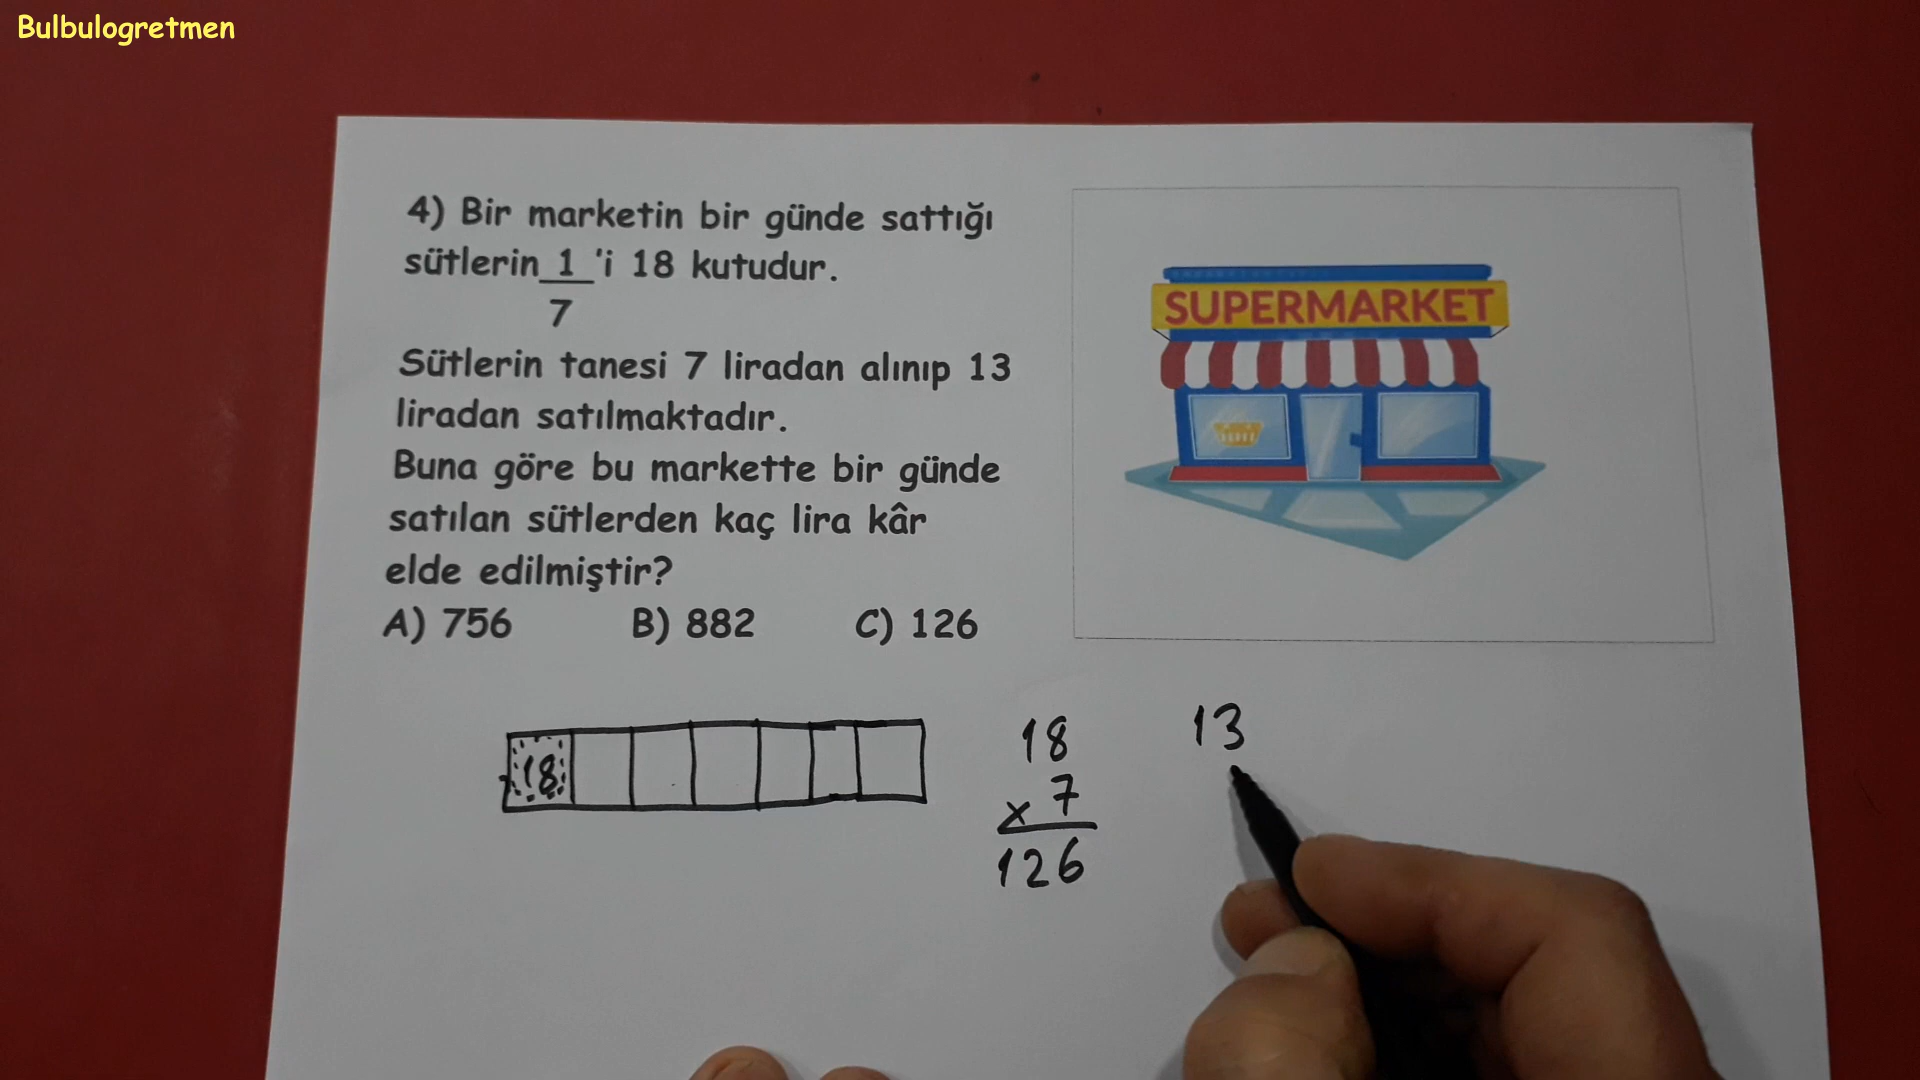 Bulbulogretmen
4) Bir marketin bir günde sattığı
sütlerin 1 'i 18 kutudur.
7
Sütlerin tanesi 7 liradan alınıp 13
liradan satılmaktadır.
Buna göre bu markette bir günde
satılan sütlerden kaç lira kâr
elde edilmiştir?
A) 756 B) 882 C) 126
SUPERMARKET
18
18
x 7
126
13